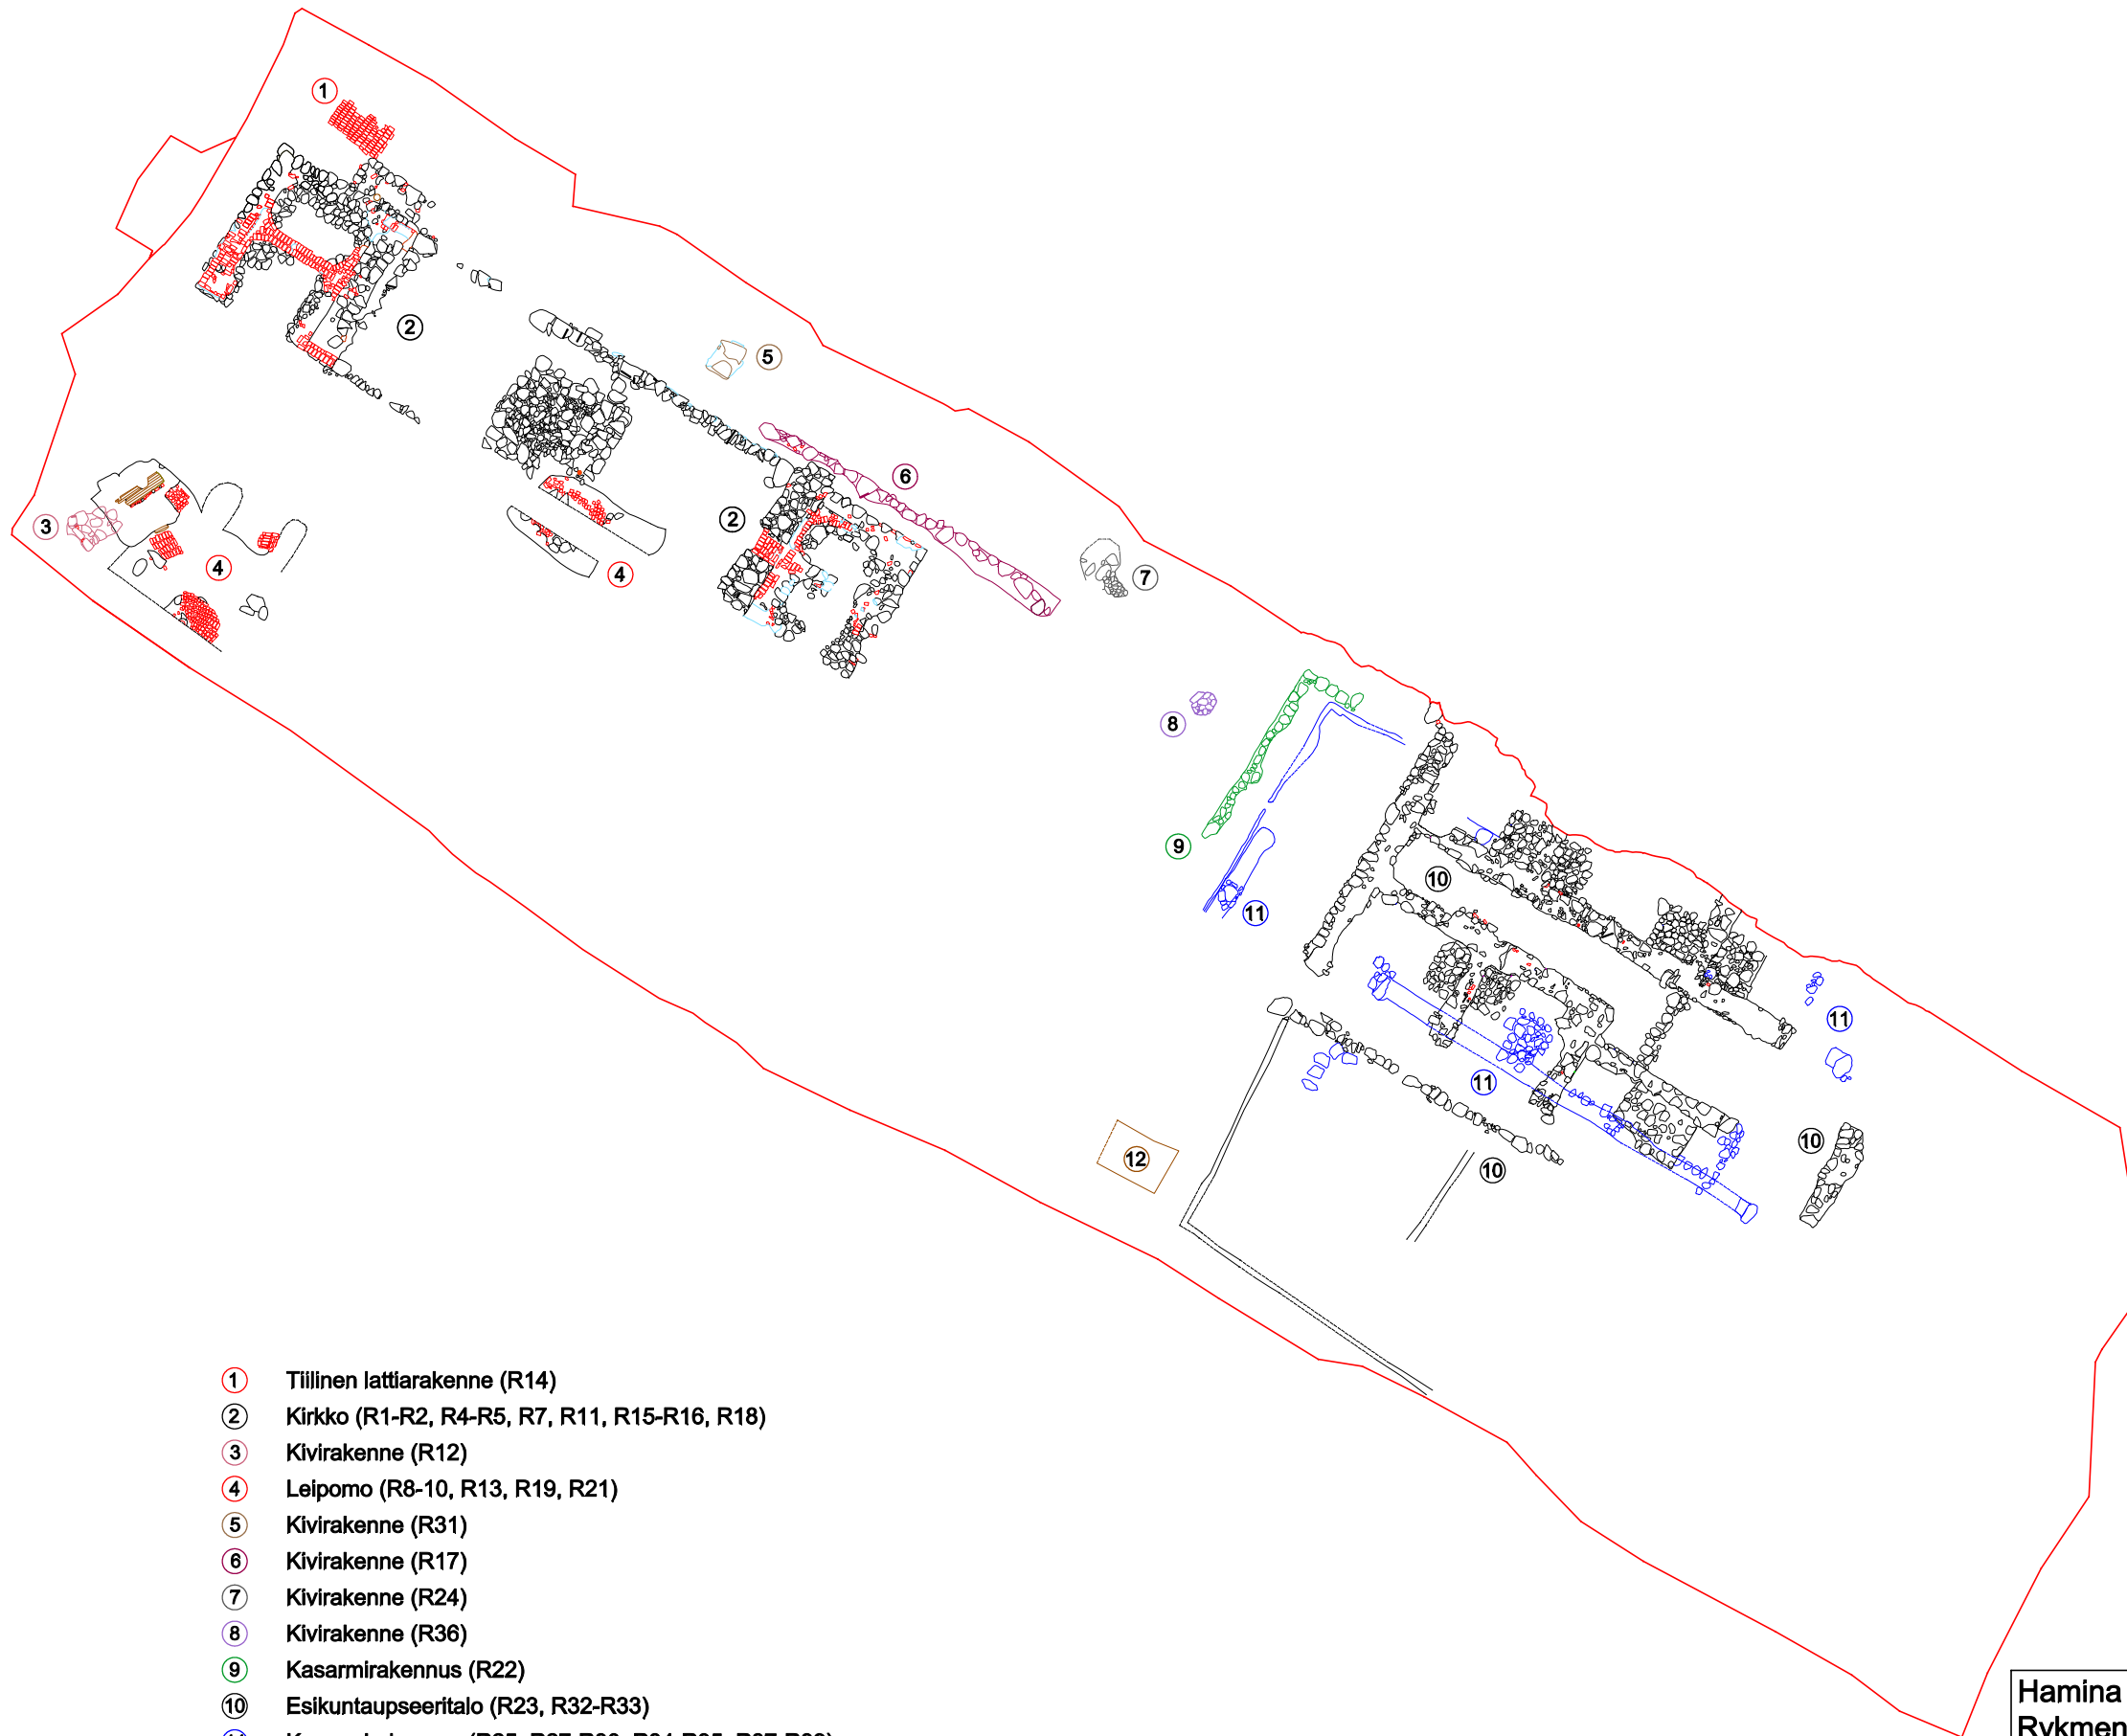 1
2
5
6
2
3
4
4
7
8
9
10
11
11
11
12
10
10
1 Tiilinen lattiarakenne (R14)
2 Kirkko (R1-R2, R4-R5, R7, R11, R15-R16, R18)
3 Kivirakenne (R12)
4 Leipomo (R8-10, R13, R19, R21)
5 Kivirakenne (R31)
6 Kivirakenne (R17)
7 Kivirakenne (R24)
8 Kivirakenne (R36)
9 Kasarmirakennus (R22)
10 Esikuntaupseeritalo (R23, R32-R33)
Hamina